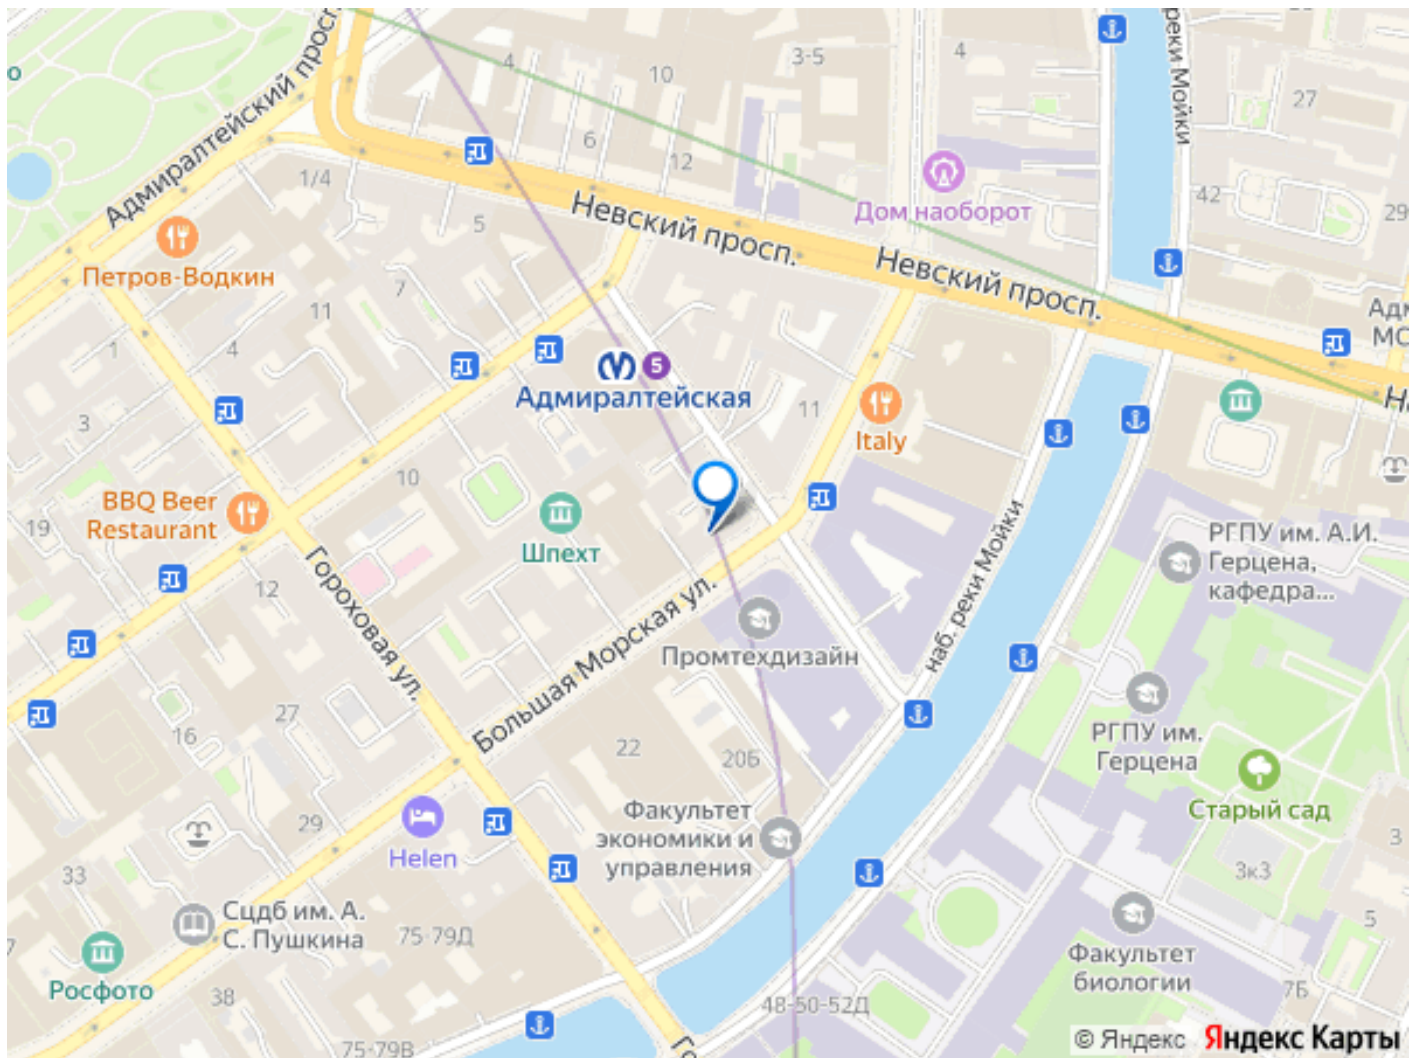 Адмиралтейский просп.
4
10
3-5
4
реки Мойки
27
6
12
1/4
Дом наоборот
42
29
5
Невский просп.
Невский просп.
Петров-Водкин
7
11
1
4
5
Адмиралтейская
11
Italy
3
10
BBQ Beer
Restaurant
19
Шпехт
РГПУ им. А.И.
Герцена,
кафедра...
12
Гороховая ул.
Большая Морская ул.
наб. реки Мойки
Промтехдизайн
27
16
22
20Б
РГПУ им.
Герцена
Старый сад
29
Helen
Факультет
экономики и
управления
3
3к3
33
Сцдб им. А.
С. Пушкина
75-79Д
5
Росфото
38
Факультет
биологии
7Б
48-50-52Д
75-79В
© Яндекс Яндекс Карты